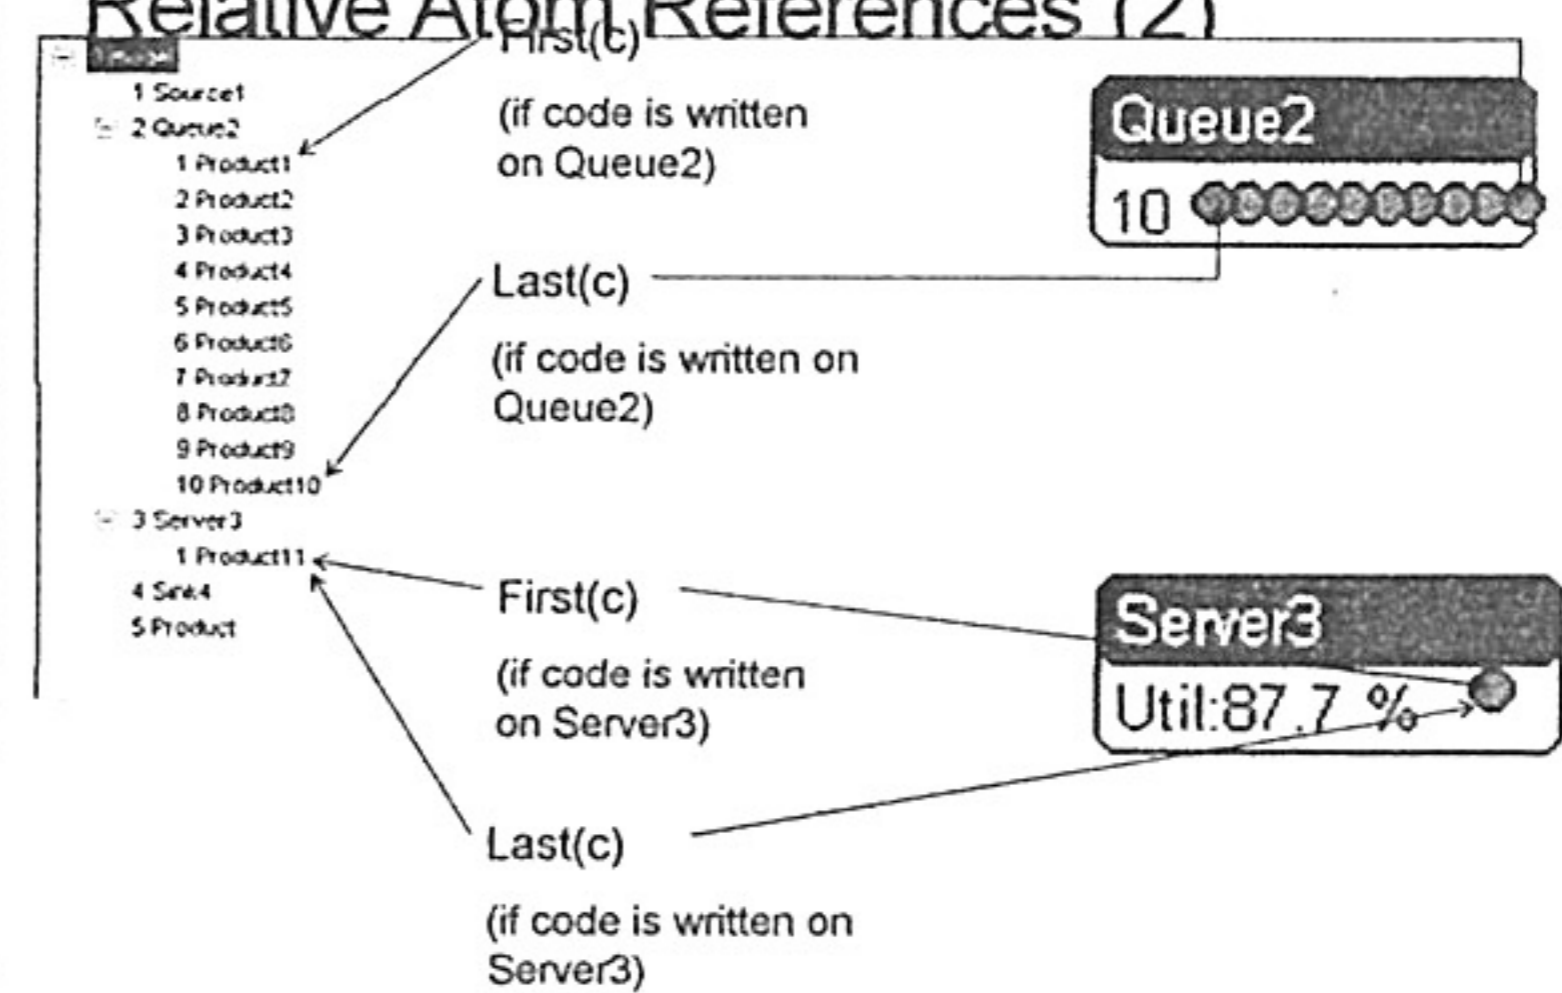 Relative Atom References (2)
First(c)
1 Source1
2 Queue2
1 Product1
2 Product2
3 Product3
4 Product4
5 Product5
6 Product6
7 Product7
8 Product8
9 Product9
10 Product10
3 Server3
1 Product11
4 Sink4
5 Product
(if code is written
on Queue2)
Last(c)
(if code is written on
Queue2)
First(c)
(if code is written
on Server3)
Last(c)
(if code is written on
Server3)
Queue2
10
Server3
Util:87.7 %